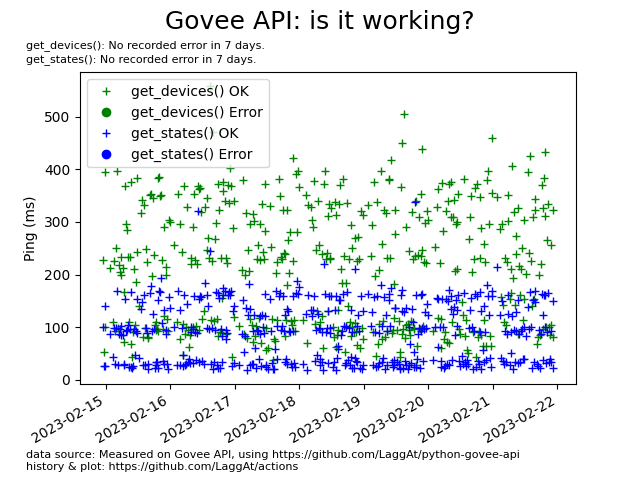 Govee API: is it working?
get_devices(): No recorded error in 7 days.
get_states(): No recorded error in 7 days.
get_devices() OK
get_devices() Error
get_states() OK
get_states() Error
Ping (ms)
500
400
300
200
100
0
2023-02-15
2023-02-16
2023-02-17
2023-02-18
2023-02-19
2023-02-20
2023-02-21
2023-02-22
data source: Measured on Govee API, using https://github.com/LaggAt/python-govee-api
history & plot: https://github.com/LaggAt/actions